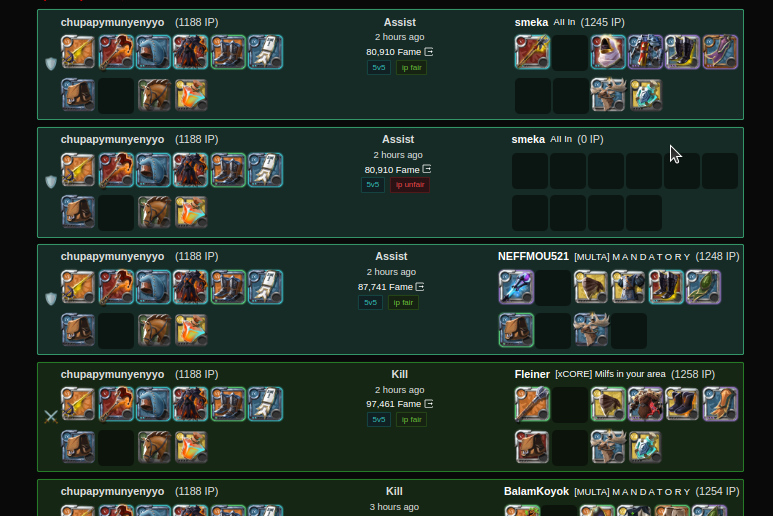 chupapymunyenyyo (1188 IP) Assist smeka All In (1245 IP)
2 hours ago
80,910 Fame
5v5 ip fair
chupapymunyenyyo (1188 IP) Assist smeka All In (0 IP)
2 hours ago
80,910 Fame
5v5 ip unfair
chupapymunyenyyo (1188 IP) Assist NEFFMOU521 [MULTA] M A N D A T O R Y (1248 IP)
2 hours ago
87,741 Fame
5v5 ip fair
chupapymunyenyyo (1188 IP) Kill Fleiner [xCORE] Milfs in your area (1258 IP)
2 hours ago
97,461 Fame
5v5 ip fair
chupapymunyenyyo (1188 IP) Kill BalamKoyok [MULTA] M A N D A T O R Y (1254 IP)
3 hours ago